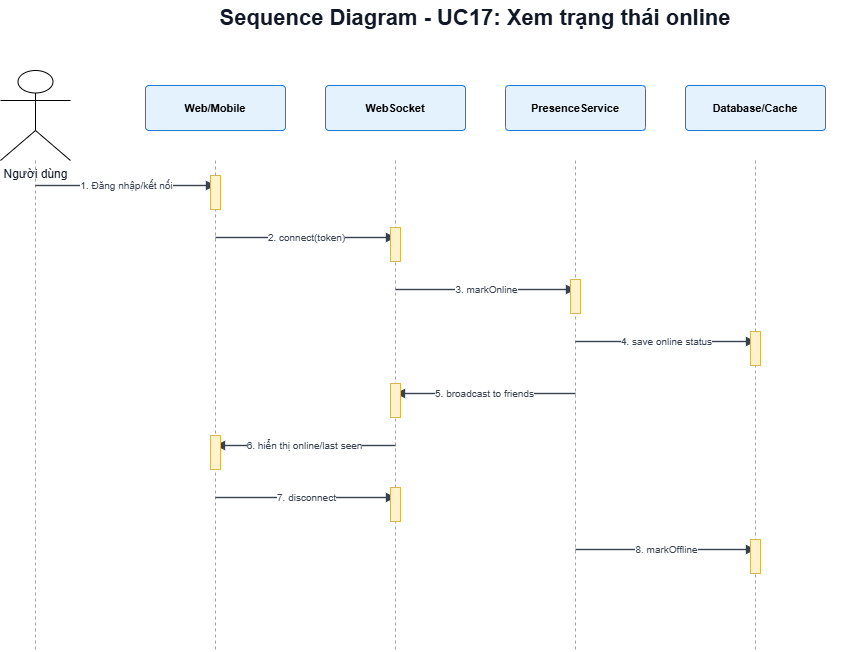 Sequence Diagram - UC17: Xem trạng thái online
Web/Mobile
WebSocket
PresenceService
Database/Cache
Người dùng
1. Đăng nhập/kết nối
2. connect(token)
3. markOnline
4. save online status
5. broadcast to friends
6. hiển thị online/last seen
7. disconnect
8. markOffline